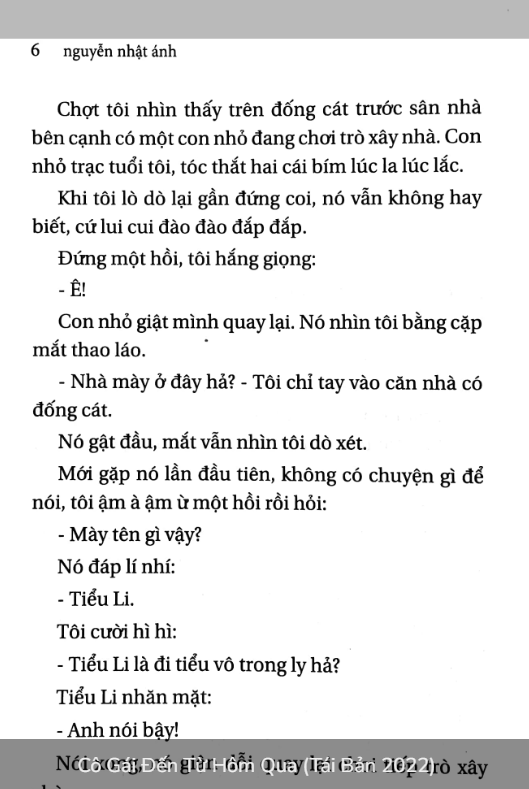 6 nguyễn nhật ánh
Chợt tôi nhìn thấy trên đống cát trước sân nhà
bên cạnh có một con nhỏ đang chơi trò xây nhà. Con
nhỏ trạc tuổi tôi, tóc thắt hai cái bím lúc la lúc lắc.
Khi tôi lò dò lại gần đứng coi, nó vẫn không hay
biết, cứ lui cui đào đào đắp đắp.
Đứng một hồi, tôi hắng giọng:
- Ê!
Con nhỏ giật mình quay lại. Nó nhìn tôi bằng cặp
mắt thao láo.
- Nhà mày ở đây hả? - Tôi chỉ tay vào căn nhà có
đống cát.
Nó gật đầu, mắt vẫn nhìn tôi dò xét.
Mới gặp nó lần đầu tiên, không có chuyện gì để
nói, tôi ậm à ậm ừ một hồi rồi hỏi:
- Mày tên gì vậy?
Nó đáp lí nhí:
- Tiểu Li.
Tôi cười hì hì:
- Tiểu Li là đi tiểu vô trong ly hả?
Tiểu Li nhăn mặt:
- Anh nói bậy!
Cô Gái Đến Từ Hôm Qua (Tái Bản 2022)
trò xây